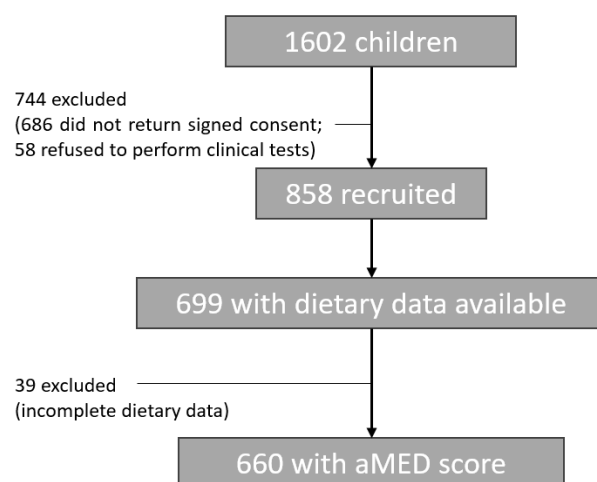 1602 children
744 excluded
(686 did not return signed consent;
58 refused to perform clinical tests)
858 recruited
699 with dietary data available
39 excluded
(incomplete dietary data)
660 with aMED score